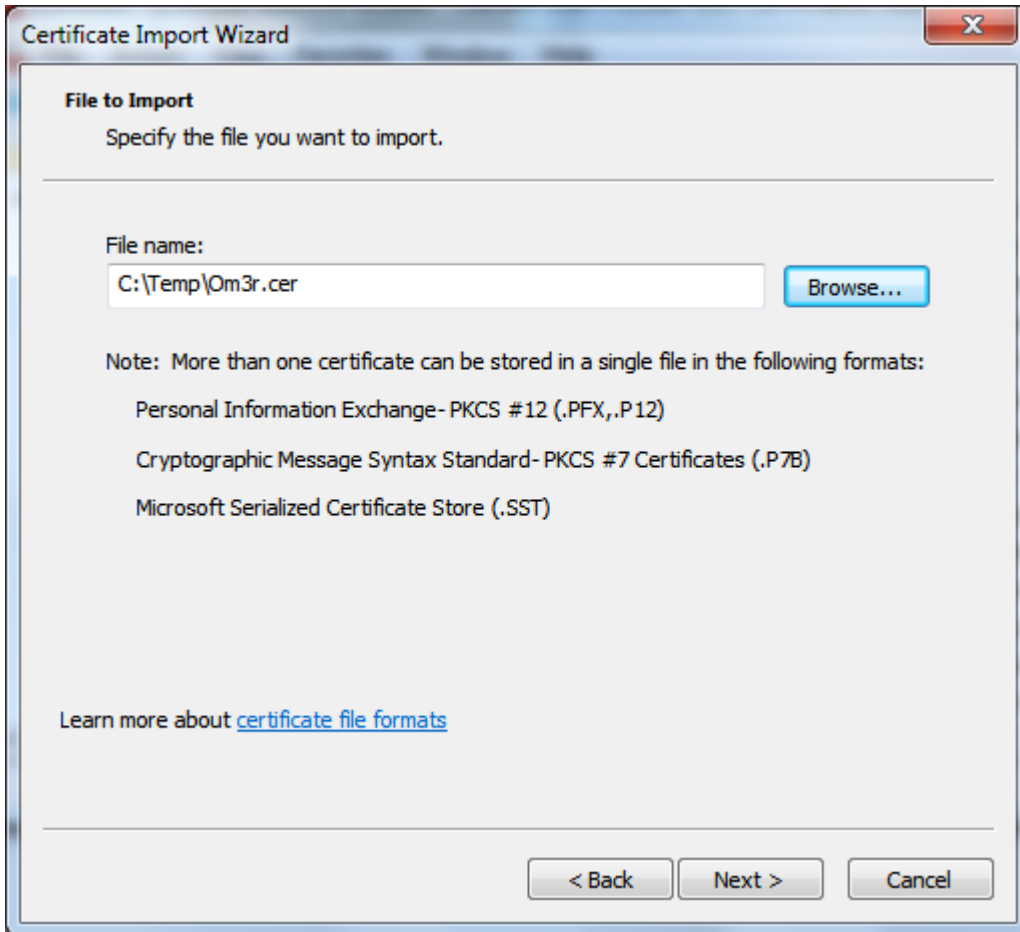 Certificate Import Wizard
File to Import
Specify the file you want to import.
File name:
C:\Temp\Om3r.cer
Browse...
Note: More than one certificate can be stored in a single file in the following formats:
Personal Information Exchange- PKCS #12 (.PFX,.P12)
Cryptographic Message Syntax Standard- PKCS #7 Certificates (.P7B)
Microsoft Serialized Certificate Store (.SST)
Learn more about certificate file formats
< Back
Next >
Cancel